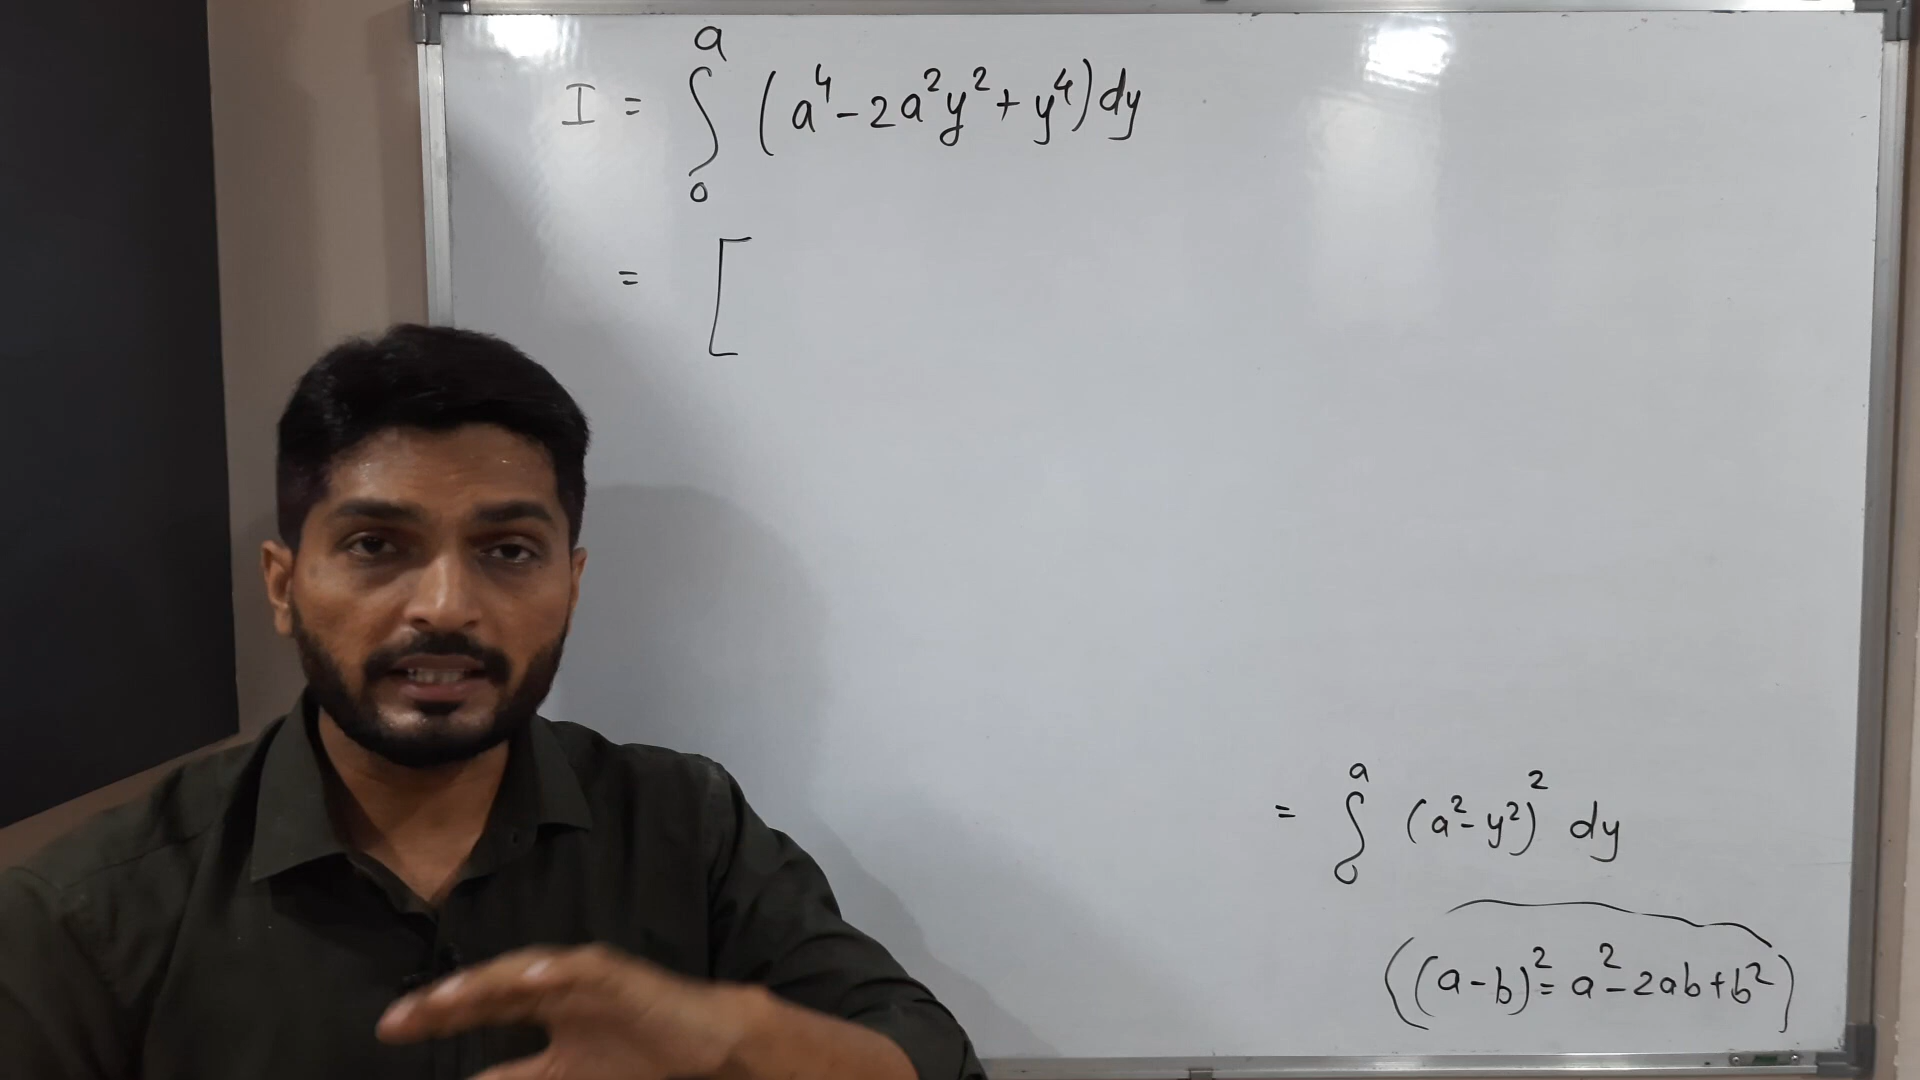 I = ∫₀ᵃ (a⁴ - 2a²y² + y⁴) dy
= [
= ∫₀ᵃ (a² - y²)² dy
((a - b)² = a² - 2ab + b²)